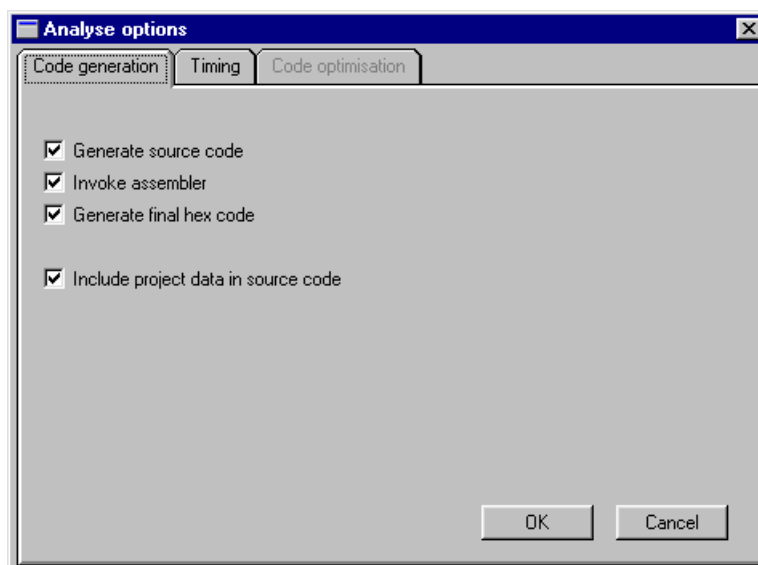 Analyse options
Code generation Timing Code optimisation
Generate source code
Invoke assembler
Generate final hex code
Include project data in source code
OK Cancel